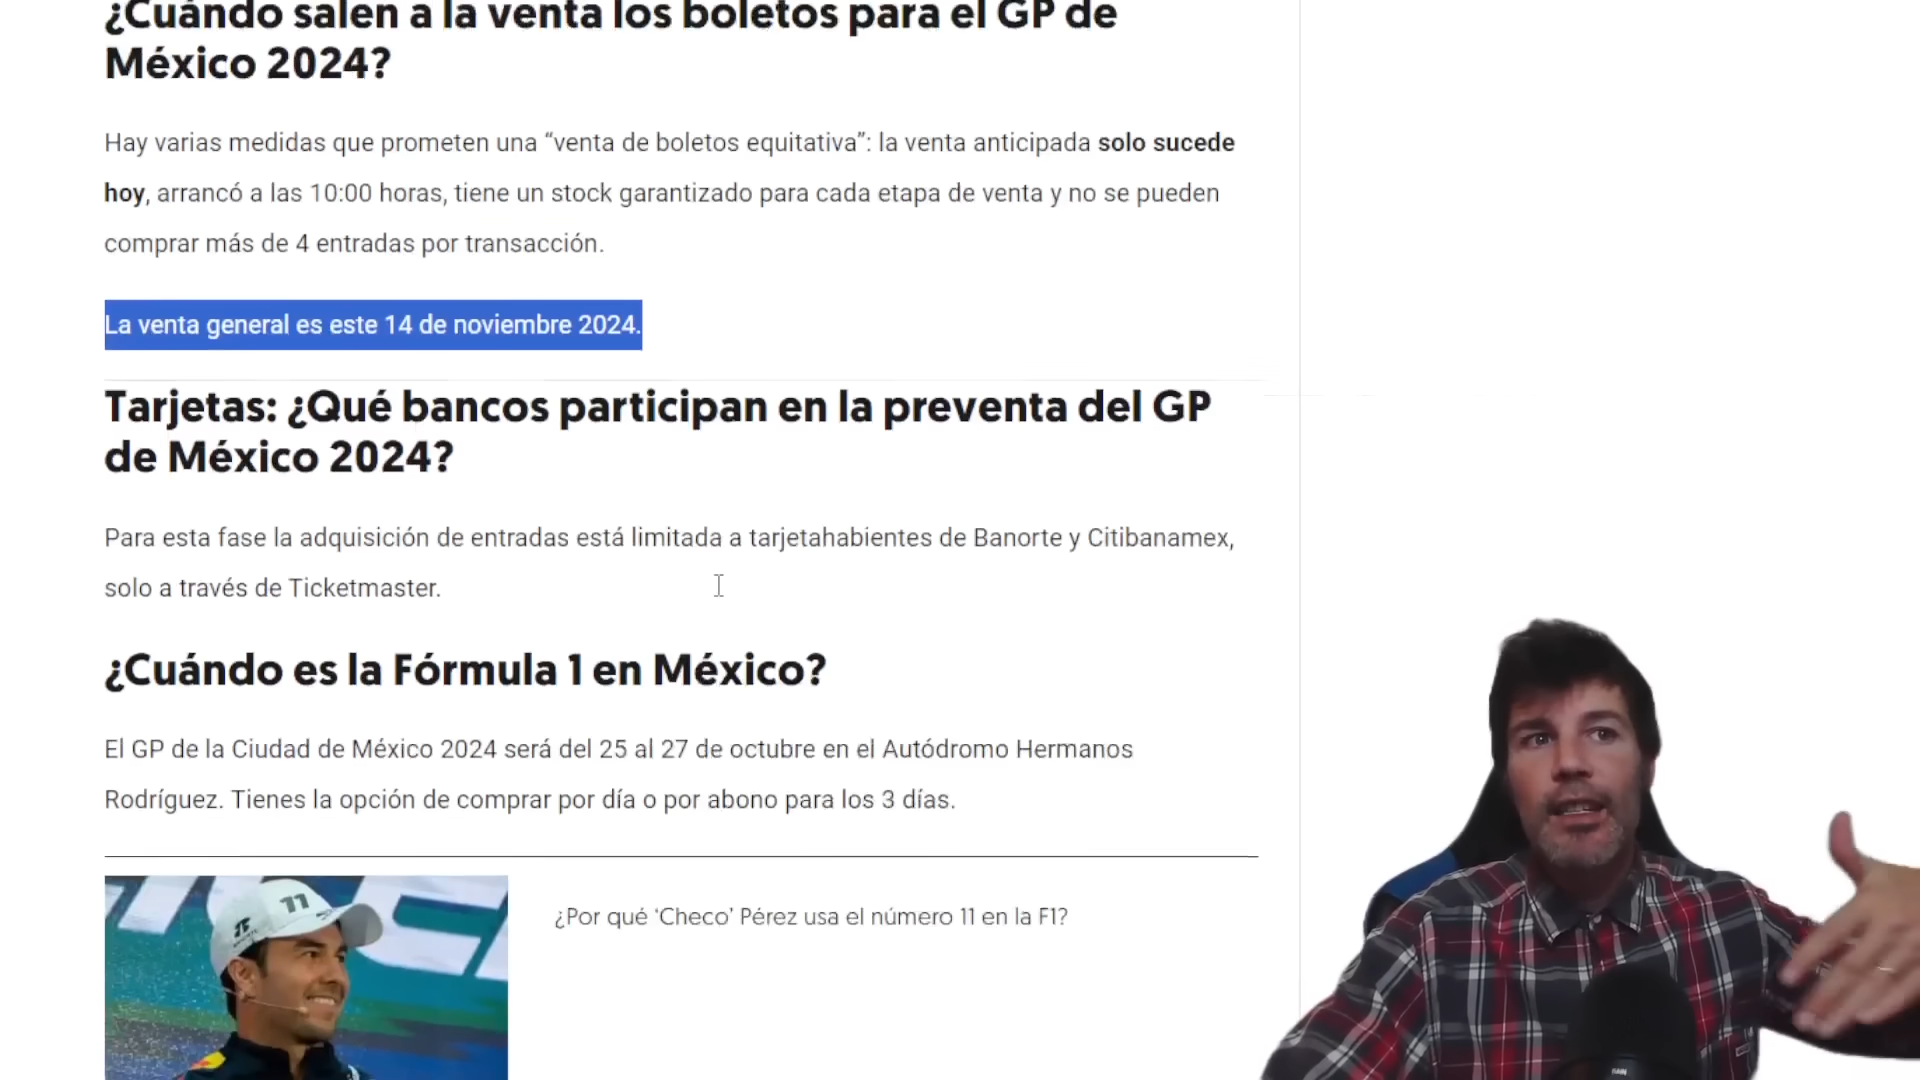 ¿Cuándo salen a la venta los boletos para el GP de
México 2024?
Hay varias medidas que prometen una “venta de boletos equitativa”: la venta anticipada solo sucede
hoy, arrancó a las 10:00 horas, tiene un stock garantizado para cada etapa de venta y no se pueden
comprar más de 4 entradas por transacción.
La venta general es este 14 de noviembre 2024.
Tarjetas: ¿Qué bancos participan en la preventa del GP
de México 2024?
Para esta fase la adquisición de entradas está limitada a tarjetahabientes de Banorte y Citibanamex,
solo a través de Ticketmaster.
¿Cuándo es la Fórmula 1 en México?
El GP de la Ciudad de México 2024 será del 25 al 27 de octubre en el Autódromo Hermanos
Rodríguez. Tienes la opción de comprar por día o por abono para los 3 días.
11
¿Por qué ‘Checo’ Pérez usa el número 11 en la F1?